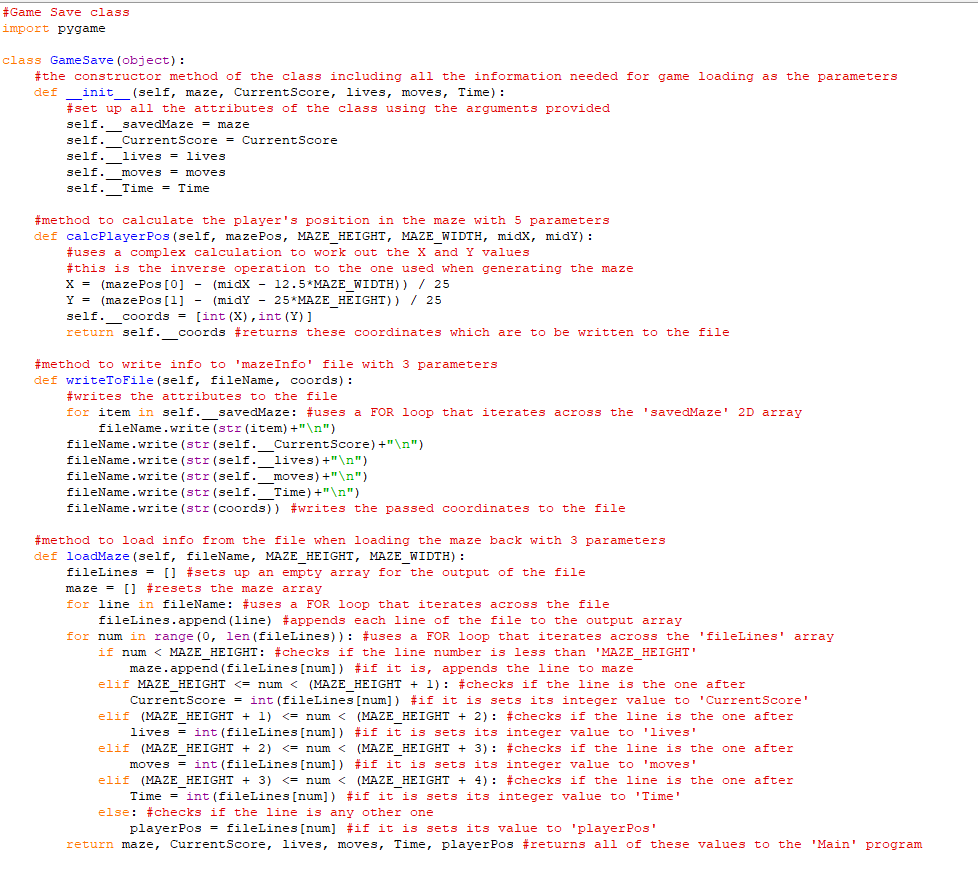 #Game Save class
import pygame

class GameSave(object):
    #the constructor method of the class including all the information needed for game loading as the parameters
    def __init__(self, maze, CurrentScore, lives, moves, Time):
        #set up all the attributes of the class using the arguments provided
        self.__savedMaze = maze
        self.__CurrentScore = CurrentScore
        self.__lives = lives
        self.__moves = moves
        self.__Time = Time

    #method to calculate the player's position in the maze with 5 parameters
    def calcPlayerPos(self, mazePos, MAZE_HEIGHT, MAZE_WIDTH, midX, midY):
        #uses a complex calculation to work out the X and Y values
        #this is the inverse operation to the one used when generating the maze
        X = (mazePos[0] - (midX - 12.5*MAZE_WIDTH)) / 25
        Y = (mazePos[1] - (midY - 25*MAZE_HEIGHT)) / 25
        self.__coords = [int(X),int(Y)]
        return self.__coords #returns these coordinates which are to be written to the file

    #method to write info to 'mazeInfo' file with 3 parameters
    def writeToFile(self, fileName, coords):
        #writes the attributes to the file
        for item in self.__savedMaze: #uses a FOR loop that iterates across the 'savedMaze' 2D array
            fileName.write(str(item)+"\n")
        fileName.write(str(self.__CurrentScore)+"\n")
        fileName.write(str(self.__lives)+"\n")
        fileName.write(str(self.__moves)+"\n")
        fileName.write(str(self.__Time)+"\n")
        fileName.write(str(coords)) #writes the passed coordinates to the file

    #method to load info from the file when loading the maze back with 3 parameters
    def loadMaze(self, fileName, MAZE_HEIGHT, MAZE_WIDTH):
        fileLines = [] #sets up an empty array for the output of the file
        maze = [] #resets the maze array
        for line in fileName: #uses a FOR loop that iterates across the file
            fileLines.append(line) #appends each line of the file to the output array
        for num in range(0, len(fileLines)): #uses a FOR loop that iterates across the 'fileLines' array
            if num < MAZE_HEIGHT: #checks if the line number is less than 'MAZE_HEIGHT'
                maze.append(fileLines[num]) #if it is, appends the line to maze
            elif MAZE_HEIGHT <= num < (MAZE_HEIGHT + 1): #checks if the line is the one after
                CurrentScore = int(fileLines[num]) #if it is sets its integer value to 'CurrentScore'
            elif (MAZE_HEIGHT + 1) <= num < (MAZE_HEIGHT + 2): #checks if the line is the one after
                lives = int(fileLines[num]) #if it is sets its integer value to 'lives'
            elif (MAZE_HEIGHT + 2) <= num < (MAZE_HEIGHT + 3): #checks if the line is the one after
                moves = int(fileLines[num]) #if it is sets its integer value to 'moves'
            elif (MAZE_HEIGHT + 3) <= num < (MAZE_HEIGHT + 4): #checks if the line is the one after
                Time = int(fileLines[num]) #if it is sets its integer value to 'Time'
            else: #checks if the line is any other one
                playerPos = fileLines[num] #if it is sets its value to 'playerPos'
        return maze, CurrentScore, lives, moves, Time, playerPos #returns all of these values to the 'Main' program